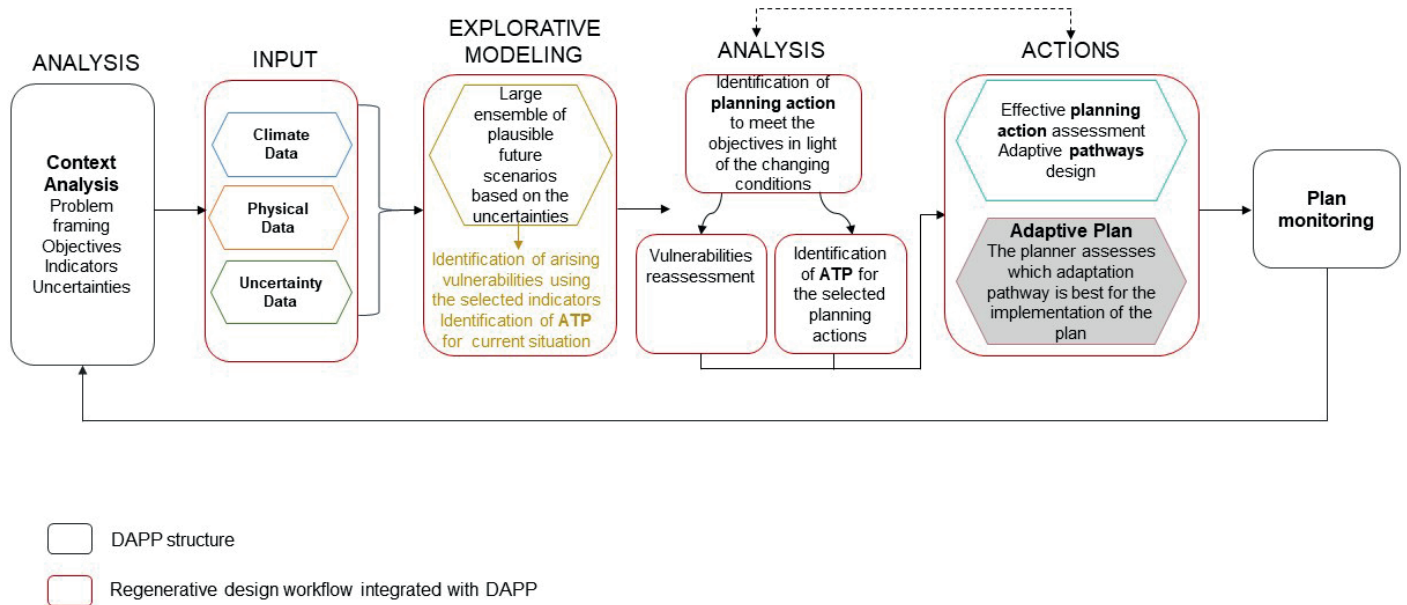 ANALYSIS
Context
Analysis
Problem
framing
Objectives
Indicators
Uncertainties
INPUT
Climate
Data
Physical
Data
Uncertainty
Data
EXPLORATIVE
MODELING
Large
ensemble of
plausible
future
scenarios
based on the
uncertainties
Identification of arising
vulnerabilities using
the selected indicators
Identification of ATP
for current situation
ANALYSIS
Identification of
planning action
to meet the
objectives in light
of the changing
conditions
Vulnerabilities
reassessment
Identification
of ATP for
the selected
planning
actions
ACTIONS
Effective planning
action assessment
Adaptive pathways
design
Adaptive Plan
The planner assesses
which adaptation
pathway is best for the
implementation of the
plan
Plan
monitoring
DAPP structure
Regenerative design workflow integrated with DAPP